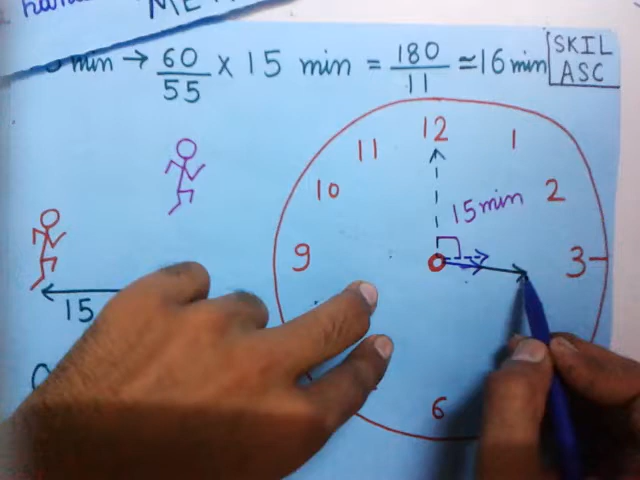 min → 60/55 × 15 min = 180/11 ≃ 16 min
SKIL
ASC
12
11
1
10
2
15 min
9
3
15
6